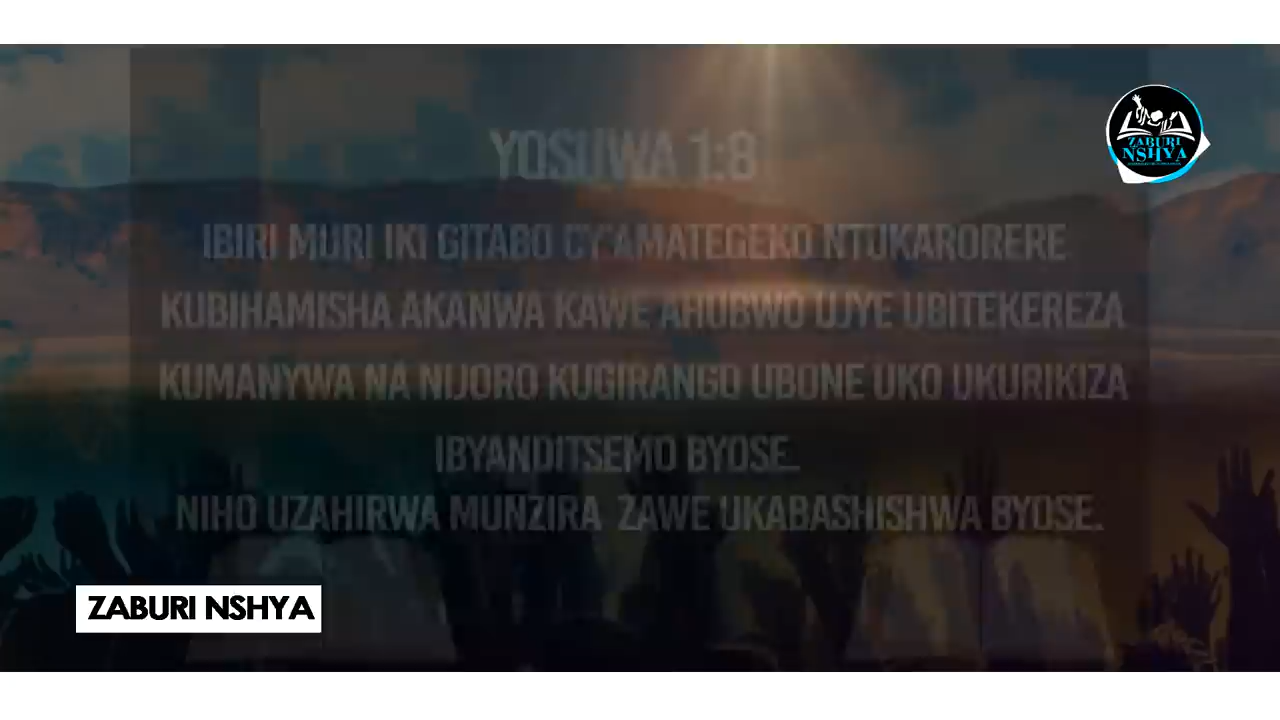 YOSUWA 1:8
ZABURI
NSHYA
IBIRI MURI IKI GITABO CY'AMATEGEKO NTUKARORERE
KUBIHAMISHA AKANWA KAWE AHUBWO UJYE UBITEKEREZA
KUMANYWA NA NIJORO KUGIRANGO UBONE UKO UKURIKIZA
IBYANDITSEMO BYOSE.
NIHO UZAHIRWA MUNZIRA ZAWE UKABASHISHWA BYOSE.
ZABURI NSHYA